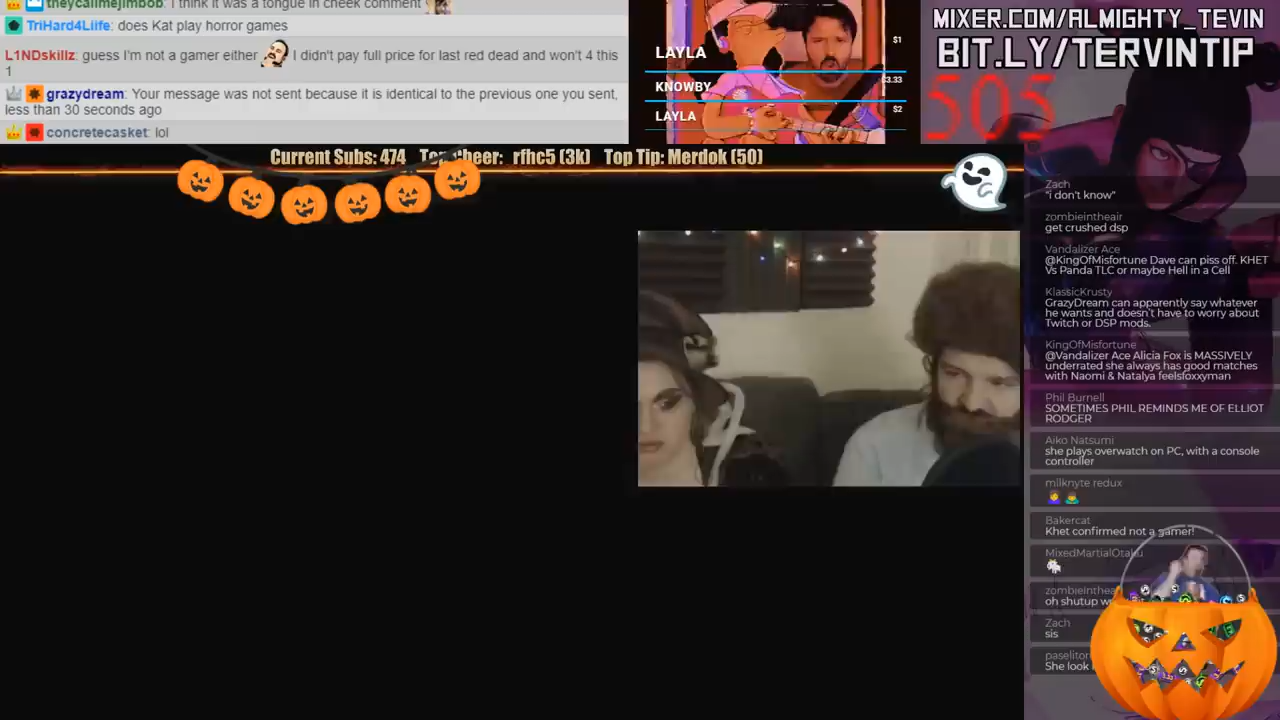 theycallmejimbob: I think it was a tongue in cheek comment
TriHard4Liife: does Kat play horror games
L1NDskillz: guess I'm not a gamer either I didn't pay full price for last red dead and won't 4 this
1
grazydream: Your message was not sent because it is identical to the previous one you sent,
less than 30 seconds ago
concretecasket: lol
LAYLA $1
KNOWBY $3.33
LAYLA $2
MIXER.COM/ALMIGHTY_TEVIN
BIT.LY/TERVINTIP
505
Current Subs: 474 Top Cheer: rfhc5 (3k) Top Tip: Merdok (50)
Zach
"i don't know"
zombieintheair
get crushed dsp
Vandalizer Ace
@KingOfMisfortune Dave can piss off. KHET
Vs Panda TLC or maybe Hell in a Cell
KlassicKrusty
GrazyDream can apparently say whatever
he wants and doesn't have to worry about
Twitch or DSP mods.
KingOfMisfortune
@Vandalizer Ace Alicia Fox is MASSIVELY
underrated she always has good matches
with Naomi & Natalya feelsfoxxyman
Phil Burnell
SOMETIMES PHIL REMINDS ME OF ELLIOT
RODGER
Aiko Natsumi
she plays overwatch on PC, with a console
controller
milknyte redux
Bakercat
Khet confirmed not a gamer!
MixedMartialOtaku
oh shutup
Zach
sis
She look